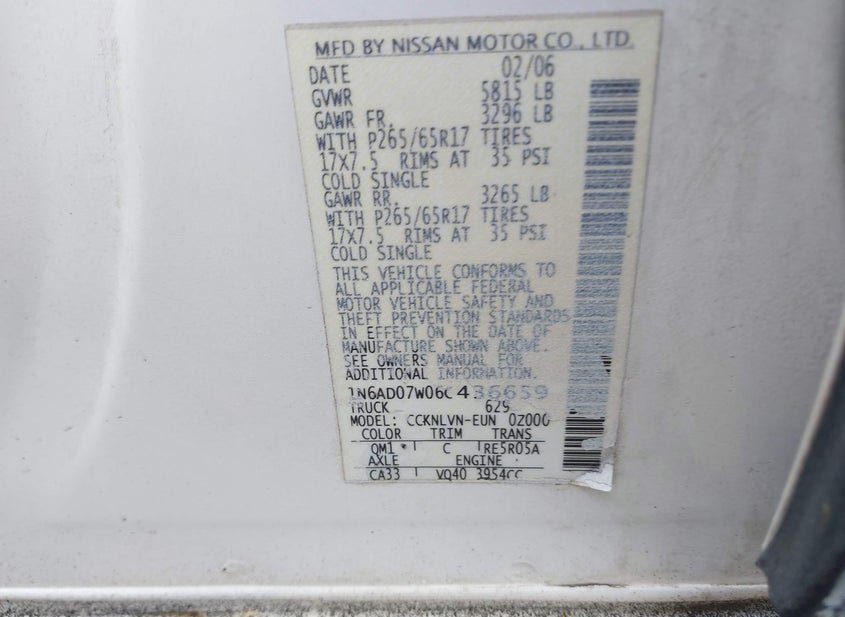 MFD BY NISSAN MOTOR CO., LTD.
DATE 02/06
GVWR 5815 LB
GAWR FR. 3296 LB
WITH P265/65R17 TIRES
17X7.5 RIMS AT 35 PSI
COLD SINGLE
GAWR RR. 3265 LB
WITH P265/65R17 TIRES
17X7.5 RIMS AT 35 PSI
COLD SINGLE
THIS VEHICLE CONFORMS TO
ALL APPLICABLE FEDERAL
MOTOR VEHICLE SAFETY AND
THEFT PREVENTION STANDARDS
IN EFFECT ON THE DATE OF
MANUFACTURE SHOWN ABOVE.
SEE OWNERS MANUAL FOR
ADDITIONAL INFORMATION.
1N6AD07W06C436659
TRUCK 629
MODEL: CCKNLVN-EUN 0Z000
COLOR TRIM TRANS
QM1 * C RE5R05A
AXLE ENGINE
CA33 VQ40 3954CC